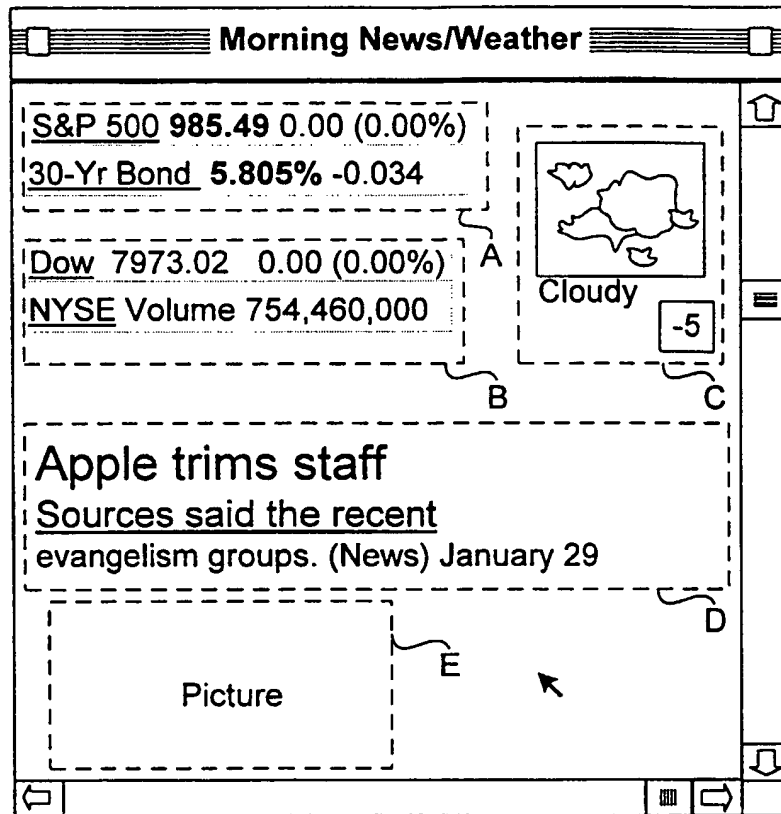 Morning News/Weather
S&P 500 985.49 0.00 (0.00%)
30-Yr Bond 5.805% -0.034
A
Dow 7973.02 0.00 (0.00%)
NYSE Volume 754,460,000
B
Cloudy
-5
C
Apple trims staff
Sources said the recent
evangelism groups. (News) January 29
D
Picture
E